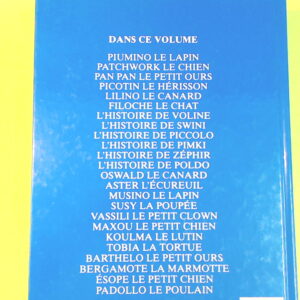 DANS CE VOLUME
PIUMINO LE LAPIN
PATCHWORK LE CHIEN
PAN PAN LE PETIT OURS
PICOTIN LE HÉRISSON
LILINO LE CANARD
FILOCHE LE CHAT
L'HISTOIRE DE VOLINE
L'HISTOIRE DE SWINI
L'HISTOIRE DE PICCOLO
L'HISTOIRE DE PIMKI
L'HISTOIRE DE ZÉPHIR
L'HISTOIRE DE POLDO
OSWALD LE CANARD
ASTER L'ÉCUREUIL
MUSINO LE LAPIN
SUSY LA POUPÉE
VASSILI LE PETIT CLOWN
MAXOU LE PETIT CHIEN
KOULMA LE LUTIN
TOBIA LA TORTUE
BARTHELO LE PETIT OURS
BERGAMOTE LA MARMOTTE
ÉSOPE LE PETIT CHIEN
PADOLLO LE POULAIN